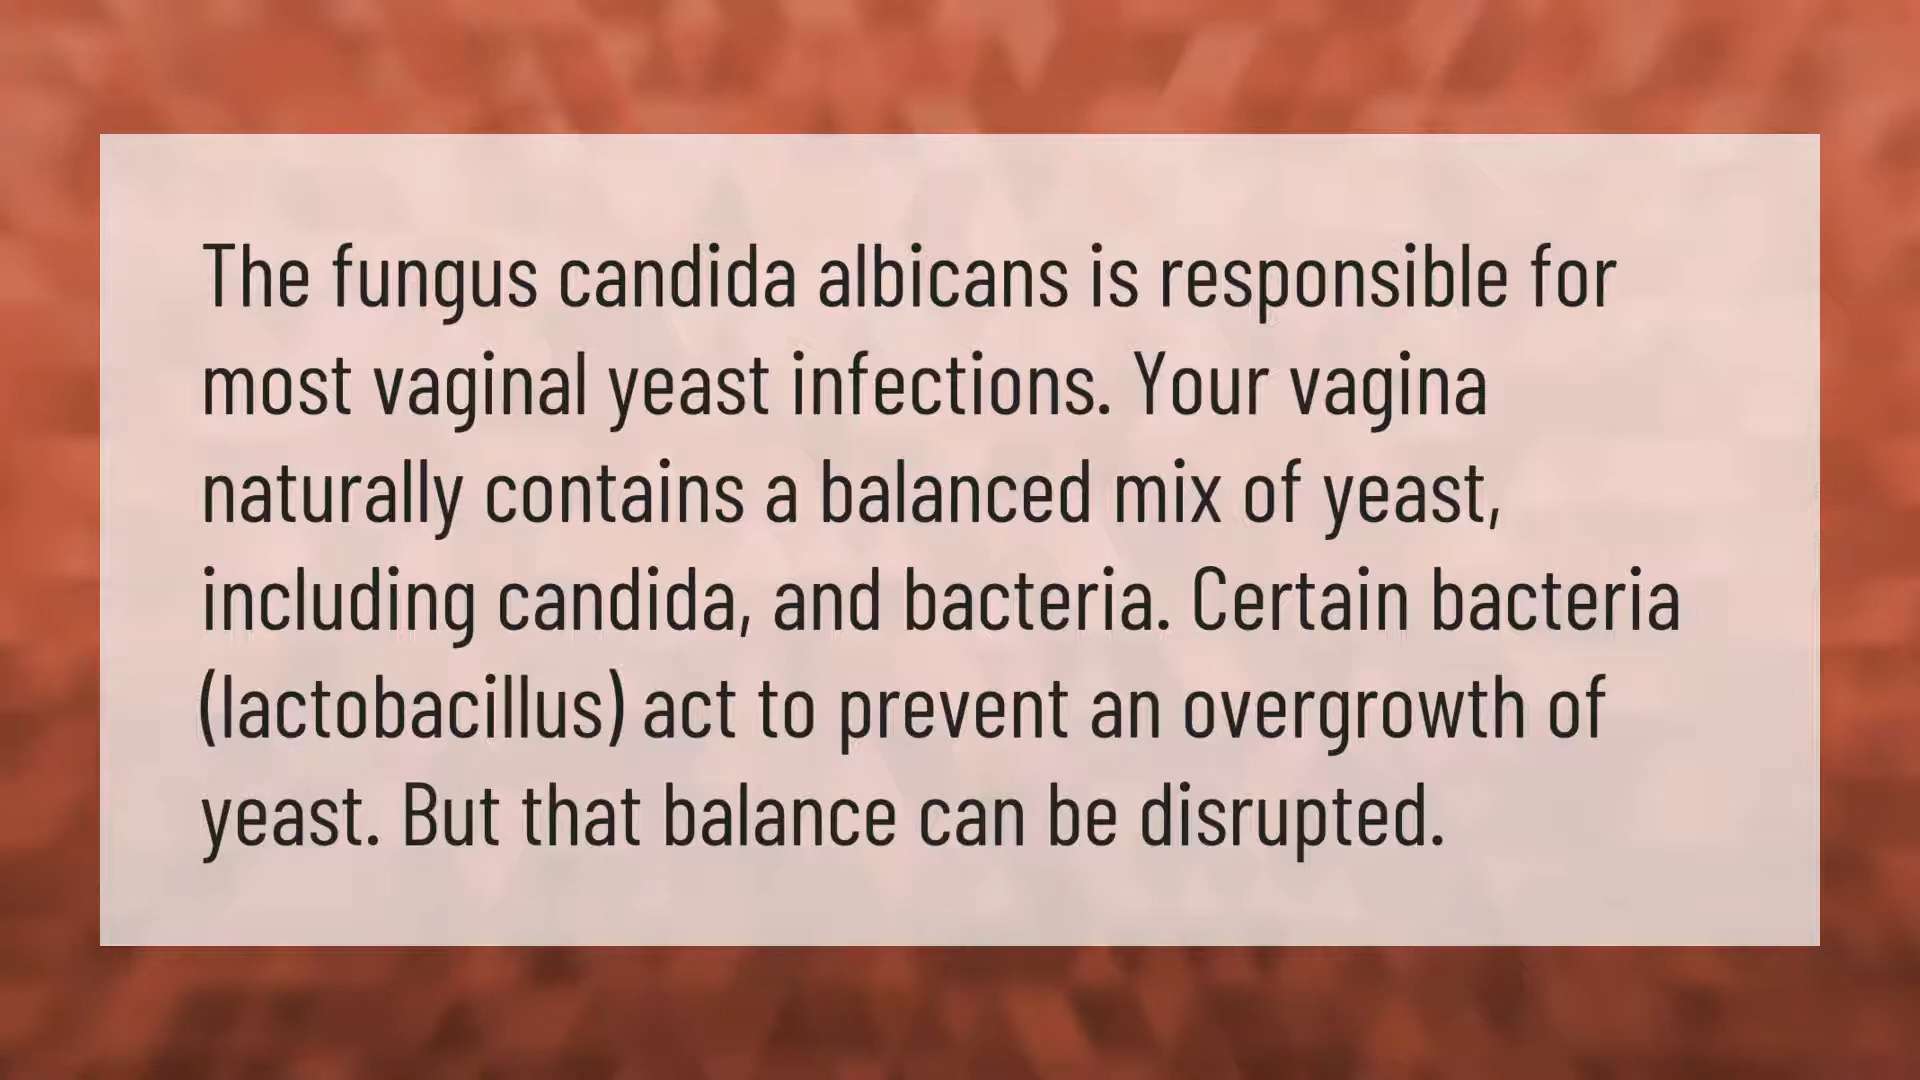 The fungus candida albicans is responsible for
most vaginal yeast infections. Your vagina
naturally contains a balanced mix of yeast,
including candida, and bacteria. Certain bacteria
(lactobacillus) act to prevent an overgrowth of
yeast. But that balance can be disrupted.